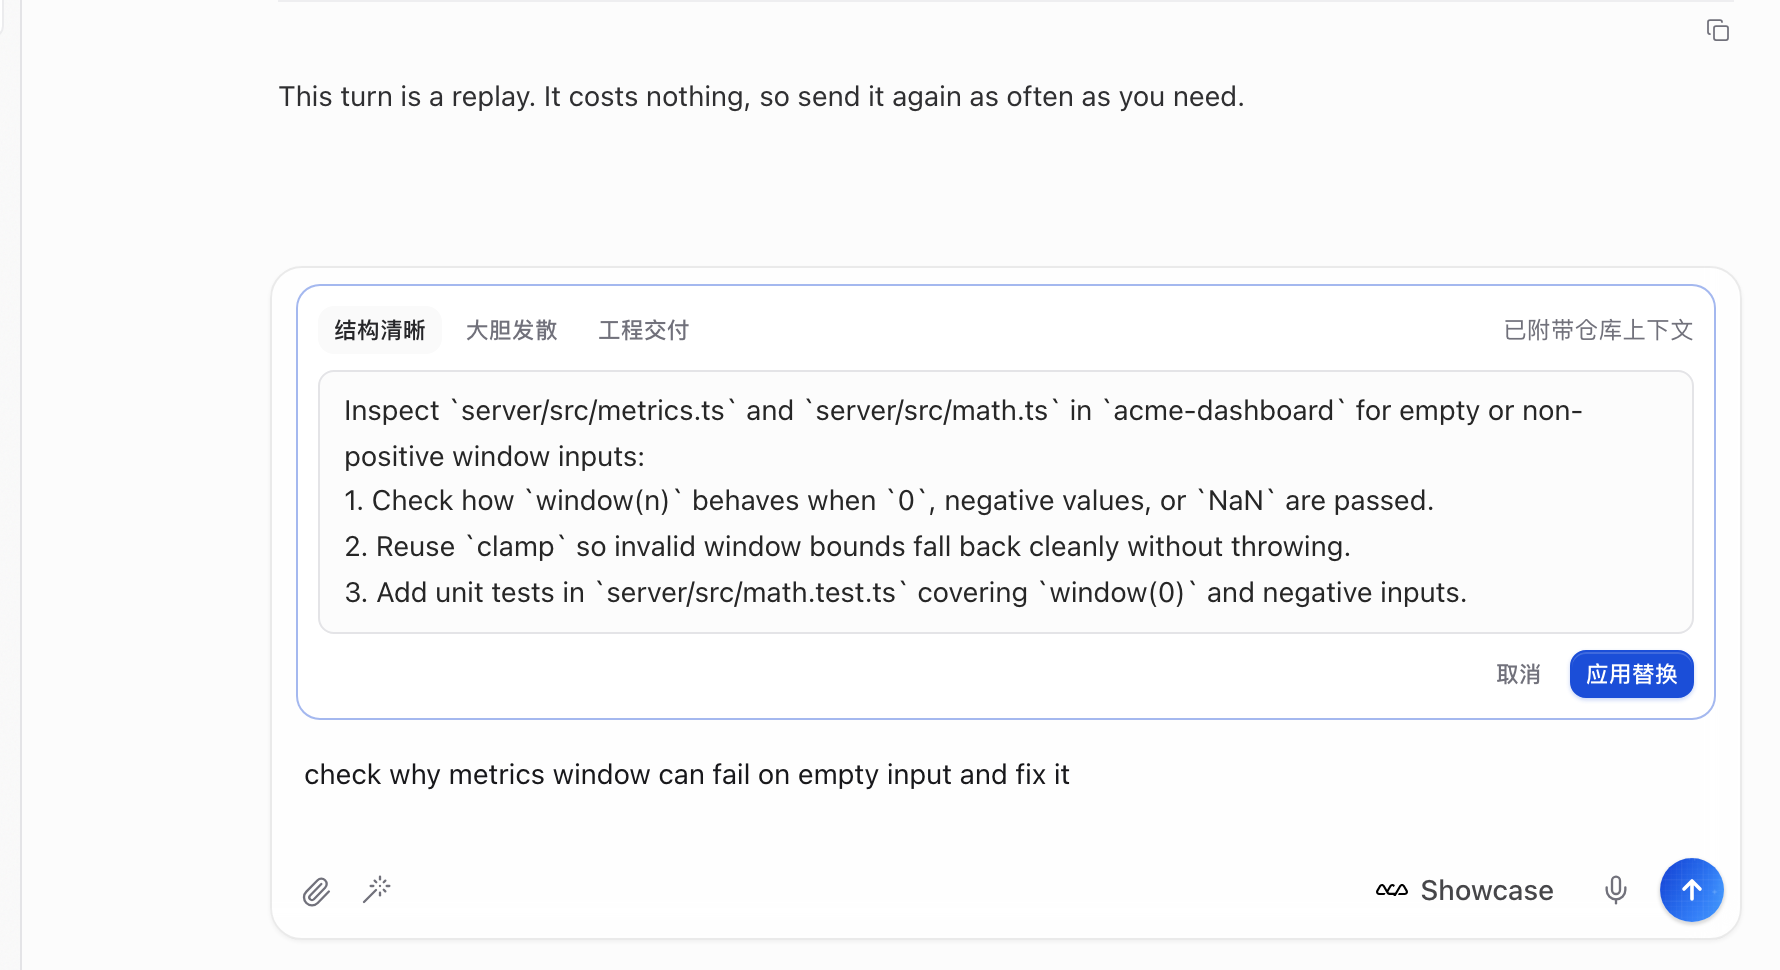 This turn is a replay. It costs nothing, so send it again as often as you need.
结构清晰 大胆发散 工程交付 已附带仓库上下文
Inspect `server/src/metrics.ts` and `server/src/math.ts` in `acme-dashboard` for empty or non-
positive window inputs:
1. Check how `window(n)` behaves when `0`, negative values, or `NaN` are passed.
2. Reuse `clamp` so invalid window bounds fall back cleanly without throwing.
3. Add unit tests in `server/src/math.test.ts` covering `window(0)` and negative inputs.
取消 应用替换
check why metrics window can fail on empty input and fix it
Showcase